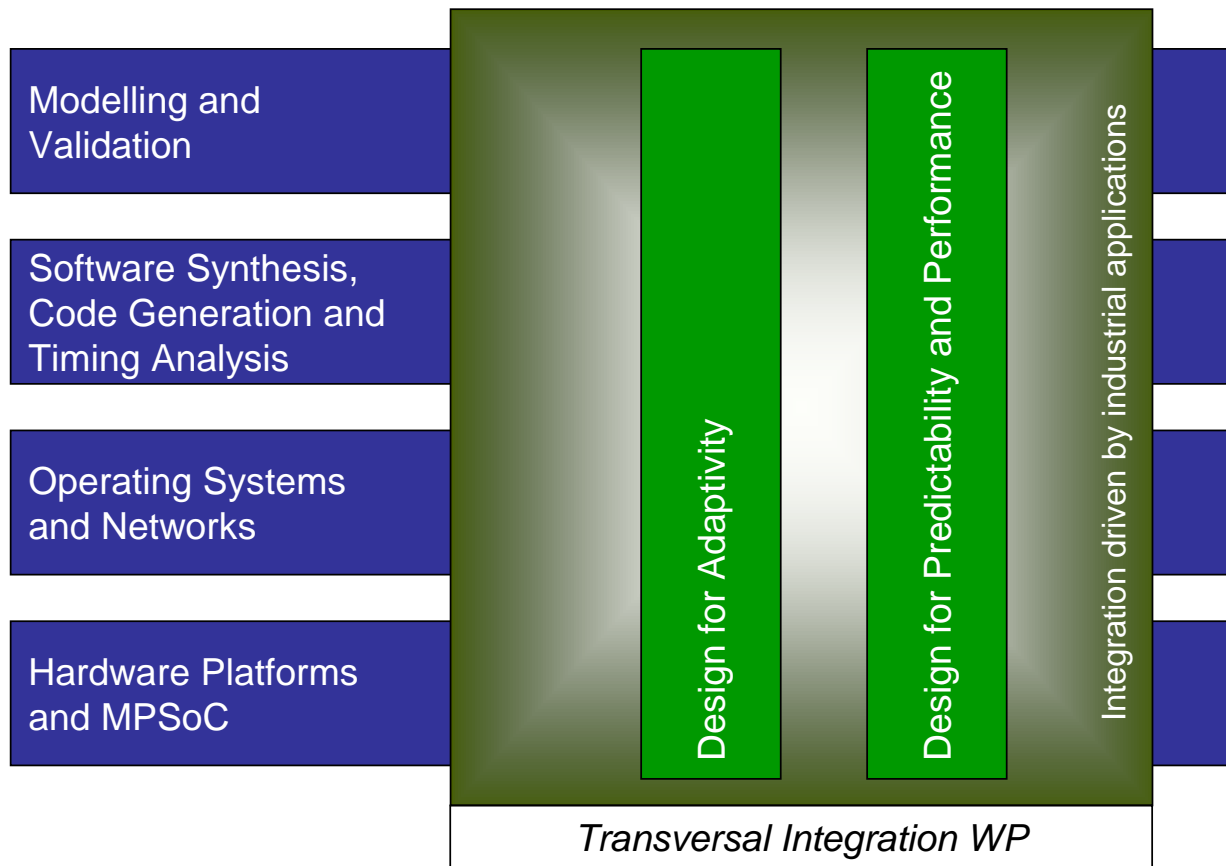 Modelling and
Validation
Software Synthesis,
Code Generation and
Timing Analysis
Operating Systems
and Networks
Hardware Platforms
and MPSoC
Design for Adaptivity
Design for Predictability and Performance
Integration driven by industrial applications
Transversal Integration WP